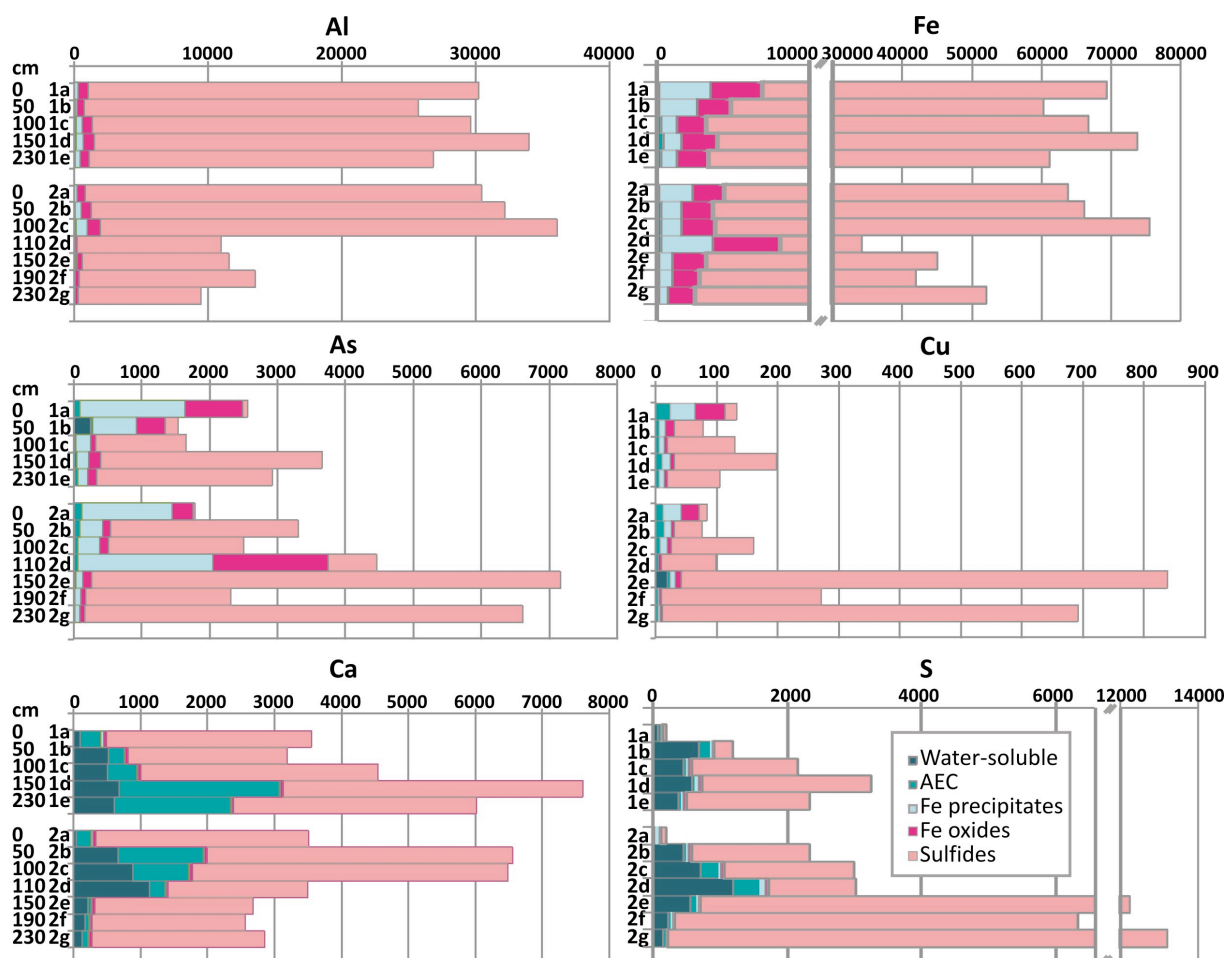 Al
0 10000 20000 30000 40000
cm
0 1a
50 1b
100 1c
150 1d
230 1e
0 2a
50 2b
100 2c
110 2d
150 2e
190 2f
230 2g
Fe
0 10000 30000 40000 50000 60000 70000 80000
1a
1b
1c
1d
1e
2a
2b
2c
2d
2e
2f
2g
As
0 1000 2000 3000 4000 5000 6000 7000 8000
cm
0 1a
50 1b
100 1c
150 1d
230 1e
0 2a
50 2b
100 2c
110 2d
150 2e
190 2f
230 2g
Cu
0 100 200 300 400 500 600 700 800 900
1a
1b
1c
1d
1e
2a
2b
2c
2d
2e
2f
2g
Ca
0 1000 2000 3000 4000 5000 6000 7000 8000
cm
0 1a
50 1b
100 1c
150 1d
230 1e
0 2a
50 2b
100 2c
110 2d
150 2e
190 2f
230 2g
S
0 2000 4000 6000 12000 14000
1a
1b
1c
1d
1e
2a
2b
2c
2d
2e
2f
2g
Water-soluble
AEC
Fe precipitates
Fe oxides
Sulfides